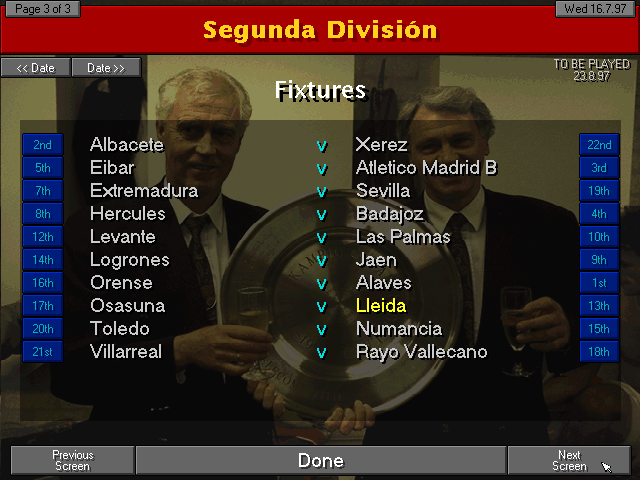 Page 3 of 3
Wed 16.7.97
Segunda División
<< Date
Date >>
TO BE PLAYED
23.8.97
Fixtures
2nd Albacete v Xerez 22nd
5th Eibar v Atletico Madrid B 3rd
7th Extremadura v Sevilla 19th
8th Hercules v Badajoz 4th
12th Levante v Las Palmas 10th
14th Logrones v Jaen 9th
16th Orense v Alaves 1st
17th Osasuna v Lleida 13th
20th Toledo v Numancia 15th
21st Villarreal v Rayo Vallecano 18th
Previous
Screen
Done
Next
Screen